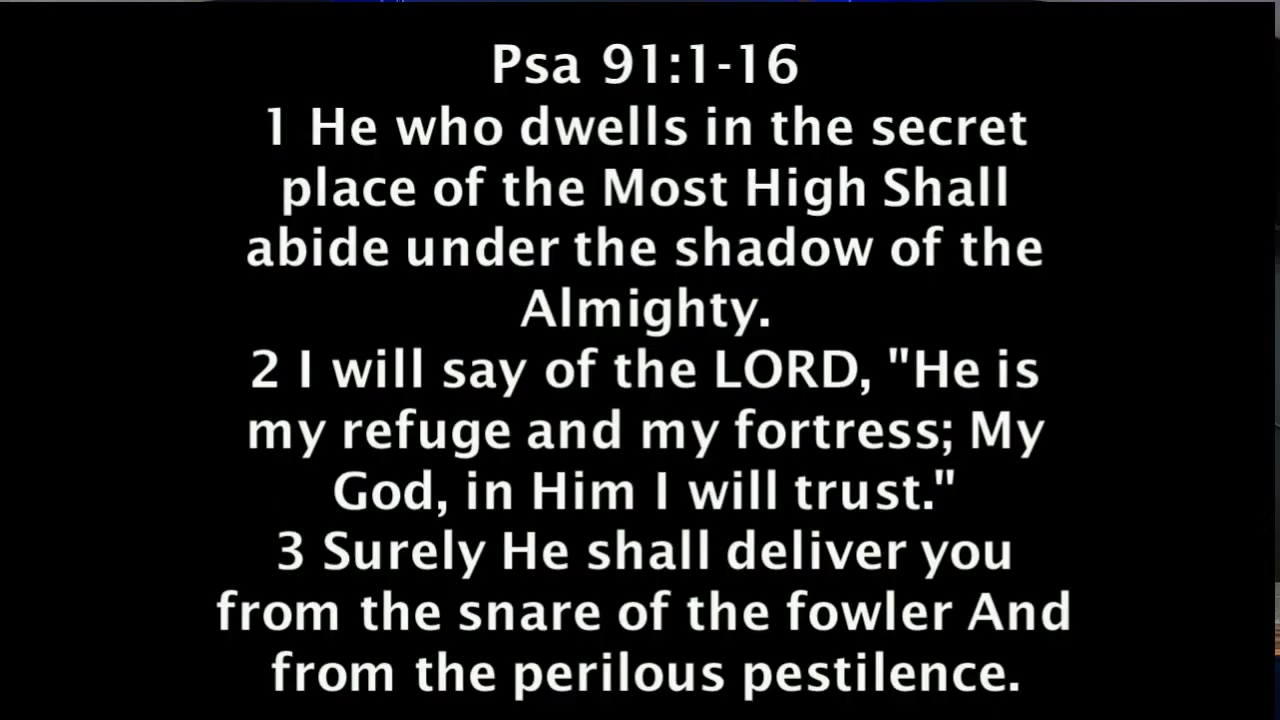 Psa 91:1-16
1 He who dwells in the secret
place of the Most High Shall
abide under the shadow of the
Almighty.
2 I will say of the LORD, "He is
my refuge and my fortress; My
God, in Him I will trust."
3 Surely He shall deliver you
from the snare of the fowler And
from the perilous pestilence.